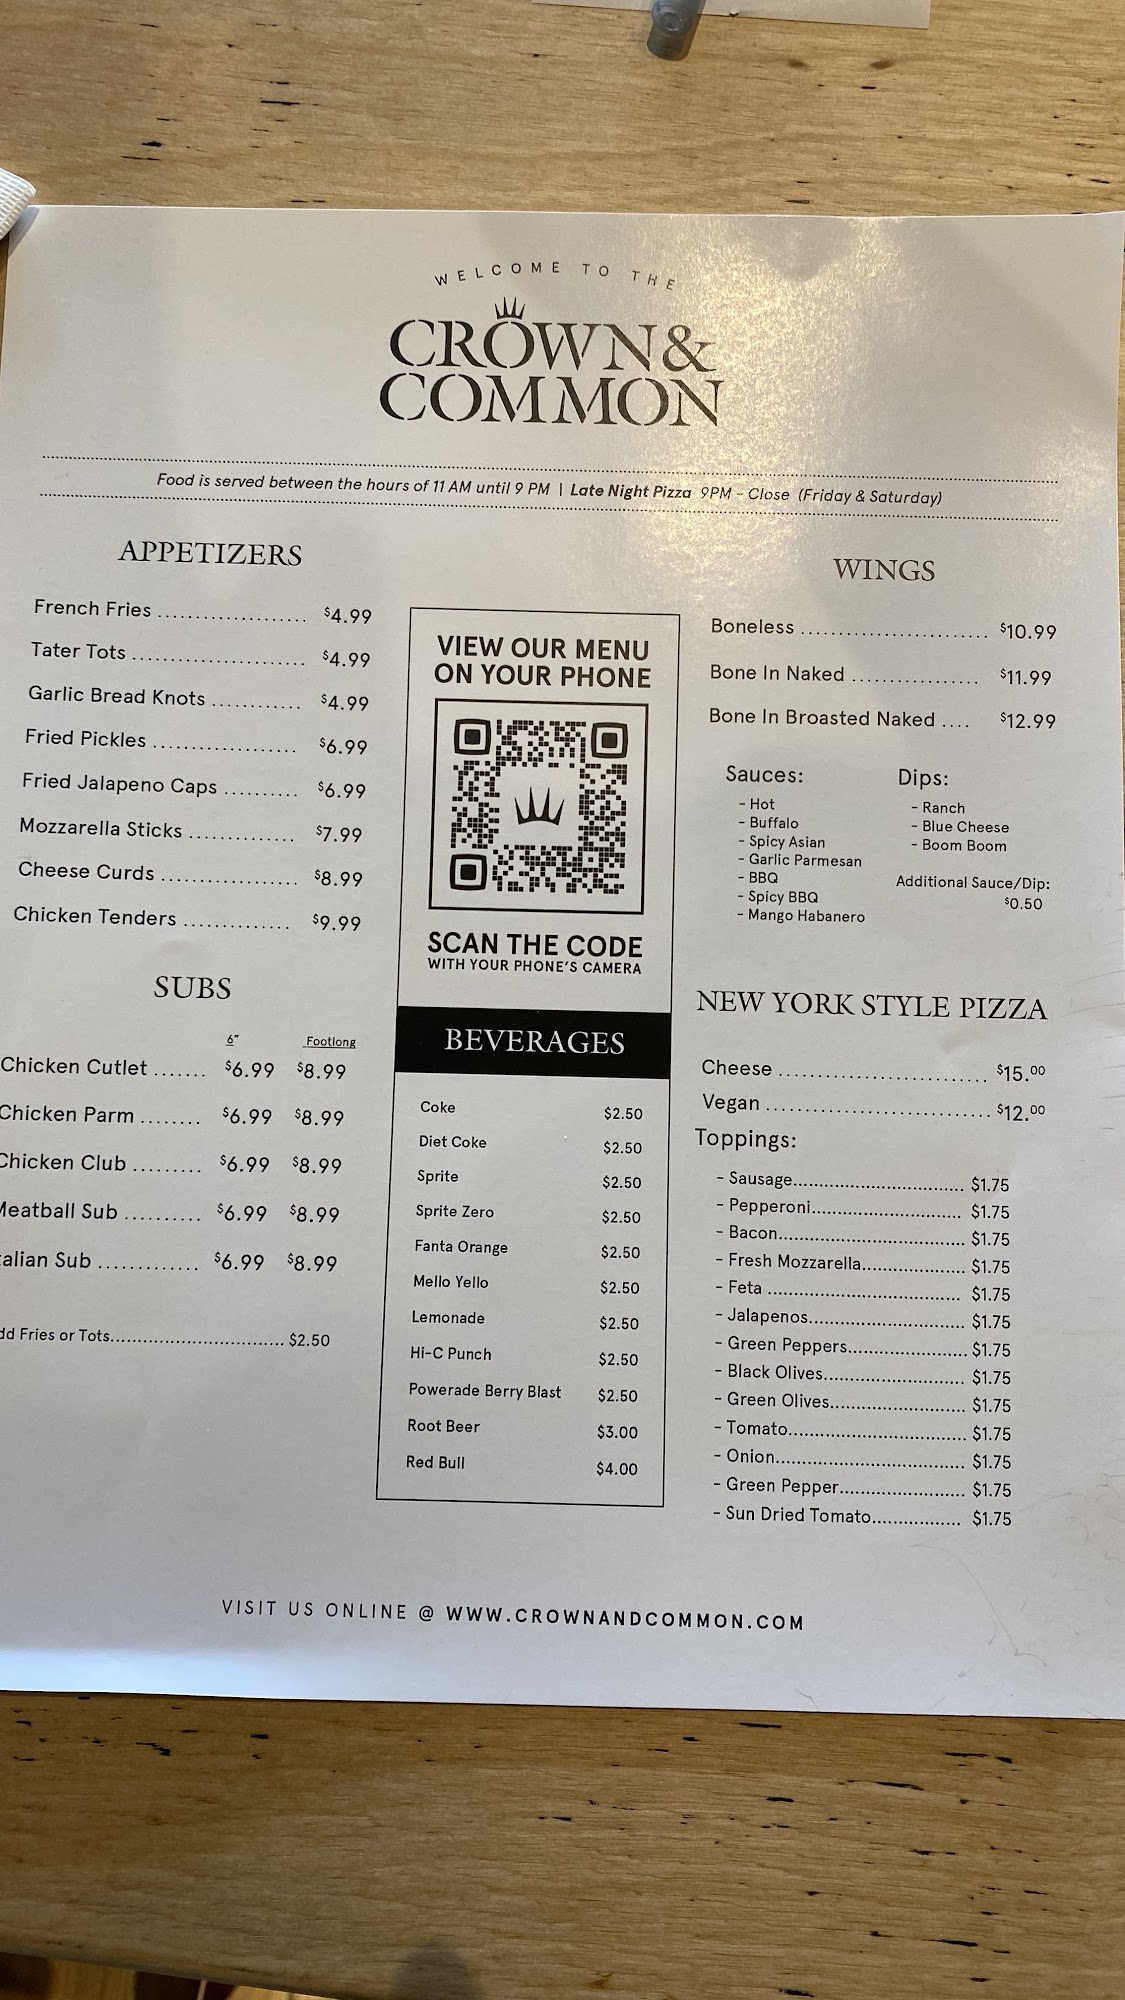 WELCOME TO THE
CROWN &
COMMON
Food is served between the hours of 11 AM until 9 PM | Late Night Pizza 9PM - Close (Friday & Saturday)
APPETIZERS
French Fries ..................... $4.99
Tater Tots ........................ $4.99
Garlic Bread Knots ............ $4.99
Fried Pickles .................... $6.99
Fried Jalapeno Caps .......... $6.99
Mozzarella Sticks .............. $7.99
Cheese Curds ................... $8.99
Chicken Tenders ............... $9.99
SUBS
6" Footlong
Chicken Cutlet ....... $6.99 $8.99
Chicken Parm ........ $6.99 $8.99
Chicken Club ......... $6.99 $8.99
Meatball Sub .......... $6.99 $8.99
talian Sub ............. $6.99 $8.99
dd Fries or Tots.................................. $2.50
VIEW OUR MENU
ON YOUR PHONE
SCAN THE CODE
WITH YOUR PHONE'S CAMERA
BEVERAGES
Coke $2.50
Diet Coke $2.50
Sprite $2.50
Sprite Zero $2.50
Fanta Orange $2.50
Mello Yello $2.50
Lemonade $2.50
Hi-C Punch $2.50
Powerade Berry Blast $2.50
Root Beer $3.00
Red Bull $4.00
WINGS
Boneless .......................... $10.99
Bone In Naked ................. $11.99
Bone In Broasted Naked .... $12.99
Sauces:
- Hot
- Buffalo
- Spicy Asian
- Garlic Parmesan
- BBQ
- Spicy BBQ
- Mango Habanero
Dips:
- Ranch
- Blue Cheese
- Boom Boom
Additional Sauce/Dip:
$0.50
NEW YORK STYLE PIZZA
Cheese ............................. $15.00
Vegan ............................... $12.00
Toppings:
- Sausage................................. $1.75
- Pepperoni............................. $1.75
- Bacon.................................... $1.75
- Fresh Mozzarella.................... $1.75
- Feta ..................................... $1.75
- Jalapenos.............................. $1.75
- Green Peppers....................... $1.75
- Black Olives........................... $1.75
- Green Olives.......................... $1.75
- Tomato.................................. $1.75
- Onion.................................... $1.75
- Green Pepper........................ $1.75
- Sun Dried Tomato................. $1.75
VISIT US ONLINE @ WWW.CROWNANDCOMMON.COM